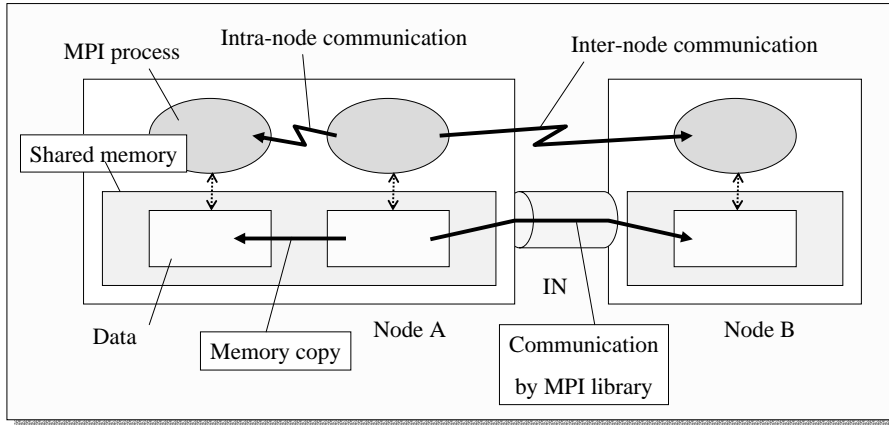 Intra-node communication
MPI process
Inter-node communication
Shared memory
IN
Data
Node A
Node B
Memory copy
Communication
by MPI library